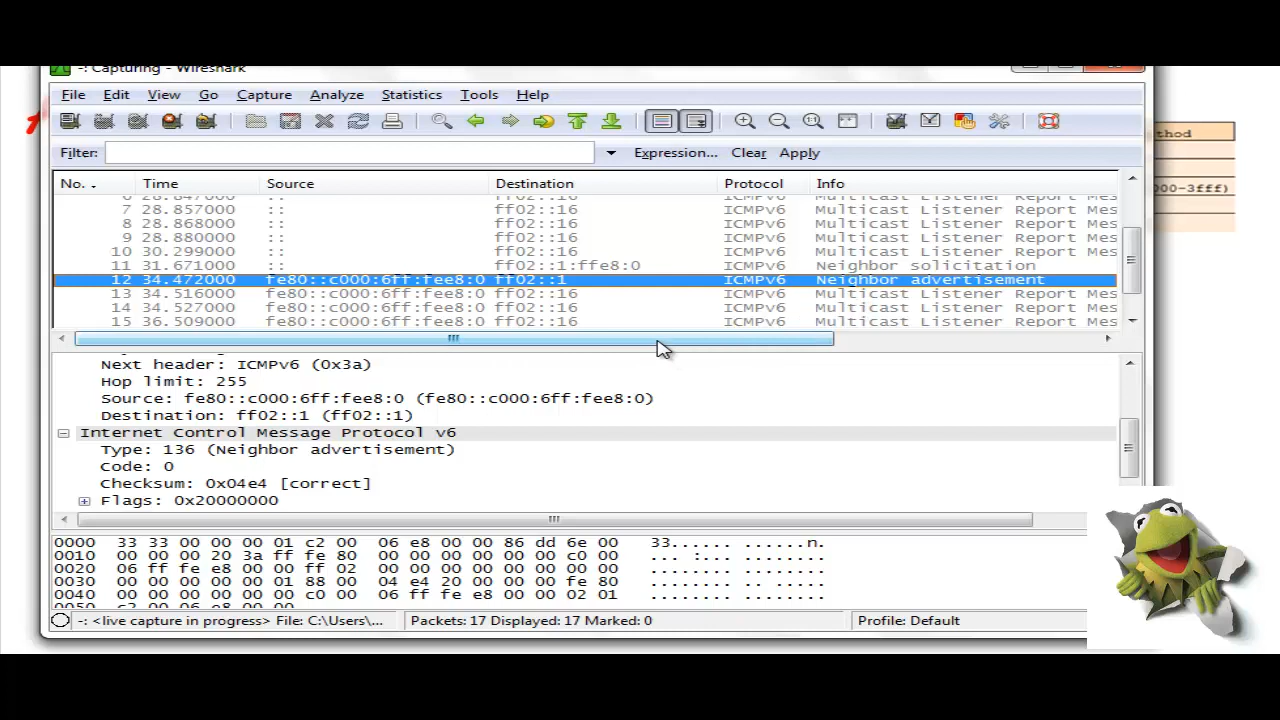 -: Capturing - Wireshark
File Edit View Go Capture Analyze Statistics Tools Help
Filter: Expression... Clear Apply
No. Time Source Destination Protocol Info
6 28.847000 :: ff02::16 ICMPv6 Multicast Listener Report Mes
7 28.857000 :: ff02::16 ICMPv6 Multicast Listener Report Mes
8 28.868000 :: ff02::16 ICMPv6 Multicast Listener Report Mes
9 28.880000 :: ff02::16 ICMPv6 Multicast Listener Report Mes
10 30.299000 :: ff02::16 ICMPv6 Multicast Listener Report Mes
11 31.671000 :: ff02::1:ffe8:0 ICMPv6 Neighbor solicitation
12 34.472000 fe80::c000:6ff:fee8:0 ff02::1 ICMPv6 Neighbor advertisement
13 34.516000 fe80::c000:6ff:fee8:0 ff02::16 ICMPv6 Multicast Listener Report Mes
14 34.527000 fe80::c000:6ff:fee8:0 ff02::16 ICMPv6 Multicast Listener Report Mes
15 36.509000 fe80::c000:6ff:fee8:0 ff02::16 ICMPv6 Multicast Listener Report Mes
Next header: ICMPv6 (0x3a)
Hop limit: 255
Source: fe80::c000:6ff:fee8:0 (fe80::c000:6ff:fee8:0)
Destination: ff02::1 (ff02::1)
Internet Control Message Protocol v6
Type: 136 (Neighbor advertisement)
Code: 0
Checksum: 0x04e4 [correct]
Flags: 0x20000000
0000 33 33 00 00 00 01 c2 00 06 e8 00 00 86 dd 6e 00 33...... ......n.
0010 00 00 00 20 3a ff fe 80 00 00 00 00 00 00 c0 00 ... :... ........
0020 06 ff fe e8 00 00 ff 02 00 00 00 00 00 00 00 00 ........ ........
0030 00 00 00 00 00 01 88 00 04 e4 20 00 00 00 fe 80 ........ .. .....
0040 00 00 00 00 00 00 c0 00 06 ff fe e8 00 00 02 01 ........ ........
0050 c2 00 06 e8 00 00
-: <live capture in progress> File: C:\Users\... Packets: 17 Displayed: 17 Marked: 0 Profile: Default
thod
000-3fff)